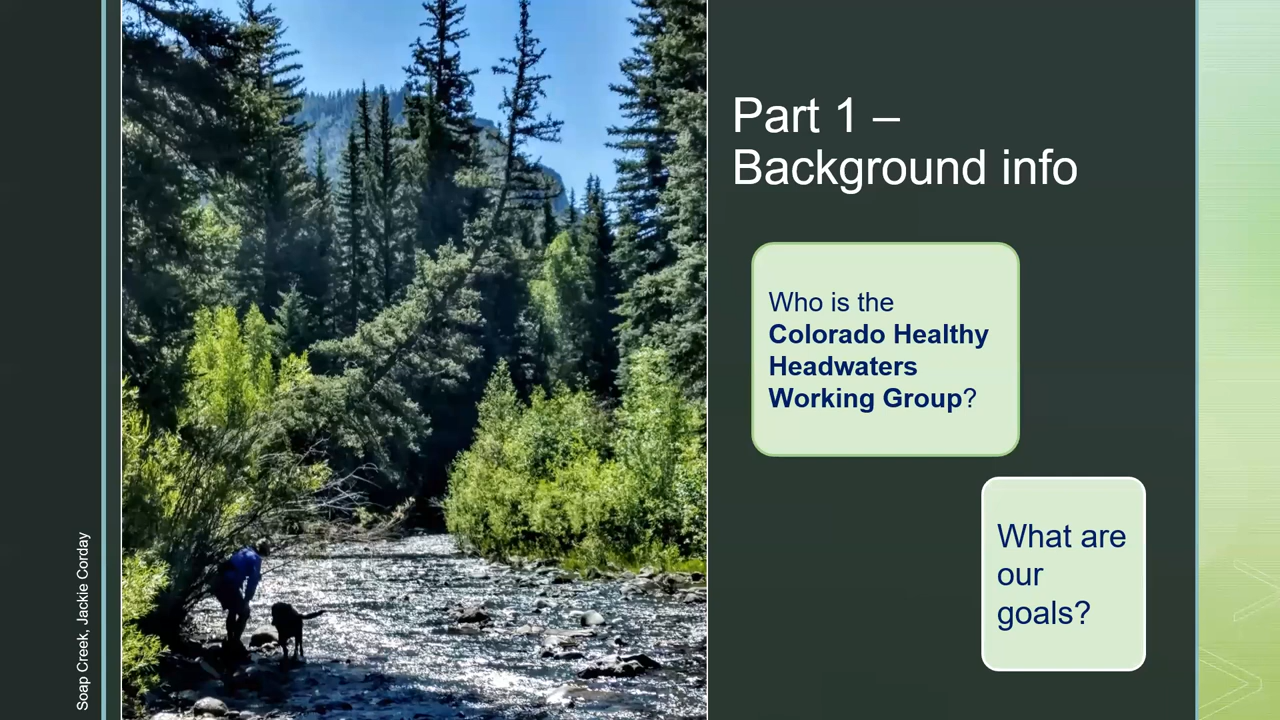 Part 1 –
Background info
Who is the
Colorado Healthy
Headwaters
Working Group?
What are
our
goals?
Soap Creek, Jackie Corday